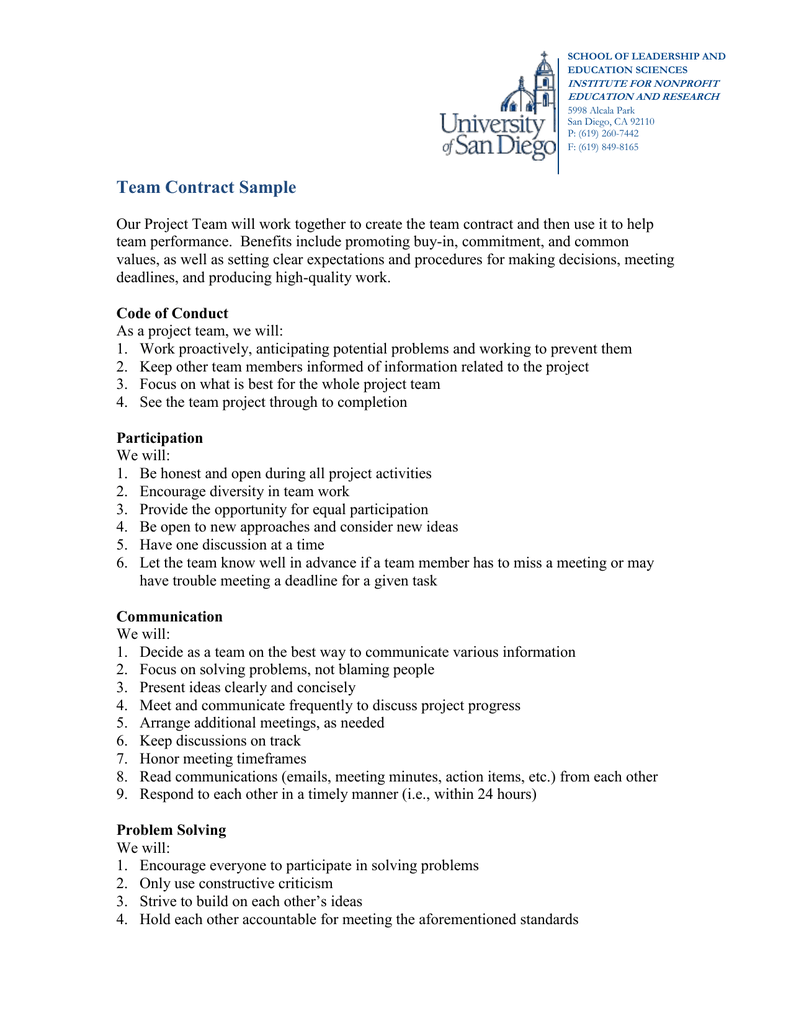 SCHOOL OF LEADERSHIP AND
EDUCATION SCIENCES
INSTITUTE FOR NONPROFIT
EDUCATION AND RESEARCH
5998 Alcala Park
San Diego, CA 92110
P: (619) 260-7442
F: (619) 849-8165
University
of San Diego
Team Contract Sample
Our Project Team will work together to create the team contract and then use it to help
team performance.  Benefits include promoting buy-in, commitment, and common
values, as well as setting clear expectations and procedures for making decisions, meeting
deadlines, and producing high-quality work.
Code of Conduct
As a project team, we will:
1. Work proactively, anticipating potential problems and working to prevent them
2. Keep other team members informed of information related to the project
3. Focus on what is best for the whole project team
4. See the team project through to completion
Participation
We will:
1. Be honest and open during all project activities
2. Encourage diversity in team work
3. Provide the opportunity for equal participation
4. Be open to new approaches and consider new ideas
5. Have one discussion at a time
6. Let the team know well in advance if a team member has to miss a meeting or may
have trouble meeting a deadline for a given task
Communication
We will:
1. Decide as a team on the best way to communicate various information
2. Focus on solving problems, not blaming people
3. Present ideas clearly and concisely
4. Meet and communicate frequently to discuss project progress
5. Arrange additional meetings, as needed
6. Keep discussions on track
7. Honor meeting timeframes
8. Read communications (emails, meeting minutes, action items, etc.) from each other
9. Respond to each other in a timely manner (i.e., within 24 hours)
Problem Solving
We will:
1. Encourage everyone to participate in solving problems
2. Only use constructive criticism
3. Strive to build on each other’s ideas
4. Hold each other accountable for meeting the aforementioned standards